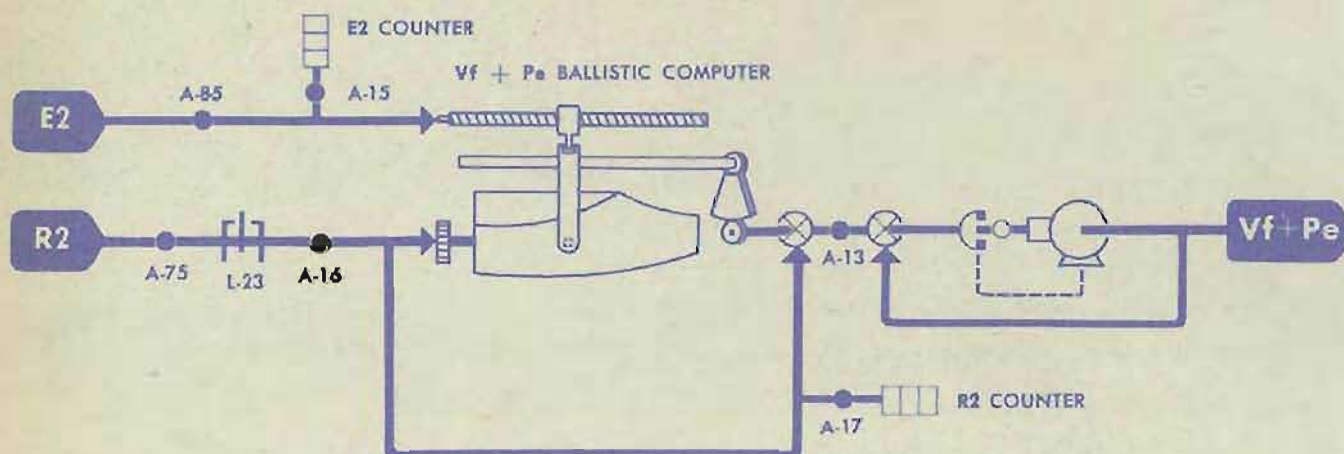 E2 COUNTER
Vf + Pe BALLISTIC COMPUTER
A-85
A-15
E2
R2
A-75
L-23
A-16
A-13
Vf+Pe
A-17
R2 COUNTER